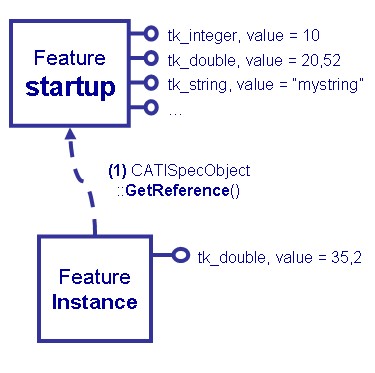 Feature
startup
tk_integer, value = 10
tk_double, value = 20,52
tk_string, value = "mystring"
...
(1) CATISpecObject
::GetReference()
Feature
Instance
tk_double, value = 35,2